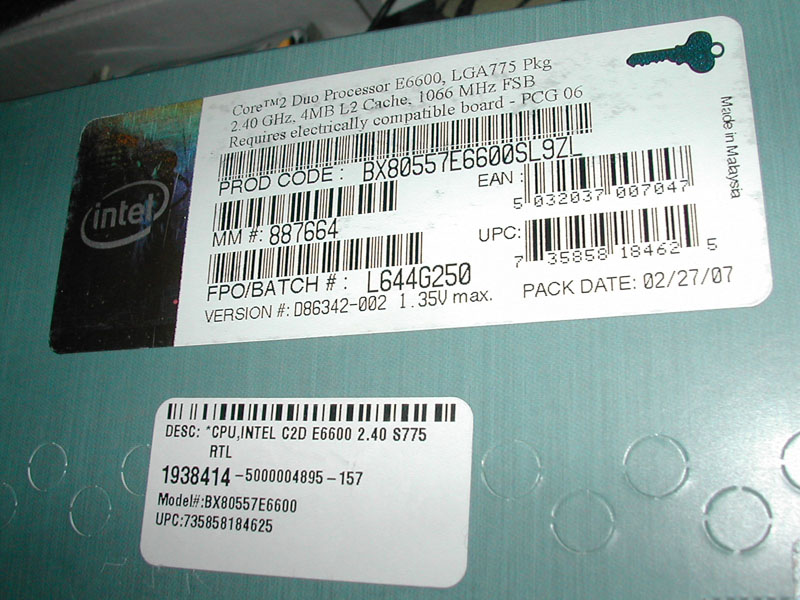 Core™2 Duo Processor E6600, LGA775 Pkg
2.40 GHz, 4MB L2 Cache, 1066 MHz FSB
Requires electrically compatible board - PCG 06
Made in Malaysia
intel
PROD CODE: BX80557E6600SL9ZL
EAN: 5 032037 007047
MM #: 887664
UPC: 7 35858 18462 5
FPO/BATCH #: L644G250
VERSION #: D86342-002 1.35V max.
PACK DATE: 02/27/07
DESC: *CPU,INTEL C2D E6600 2.40 S775
RTL
1938414-5000004895-157
Model#:BX80557E6600
UPC:735858184625